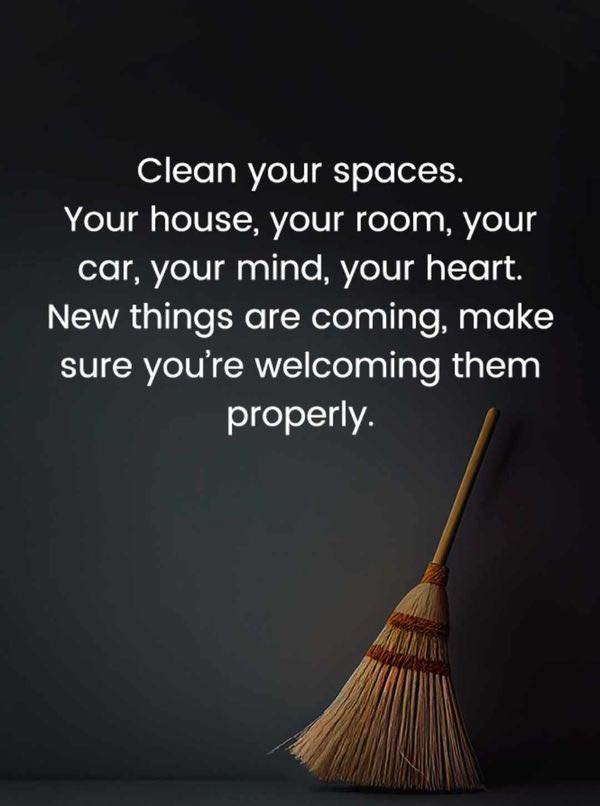 Clean your spaces.
Your house, your room, your
car, your mind, your heart.
New things are coming, make
sure you’re welcoming them
properly.